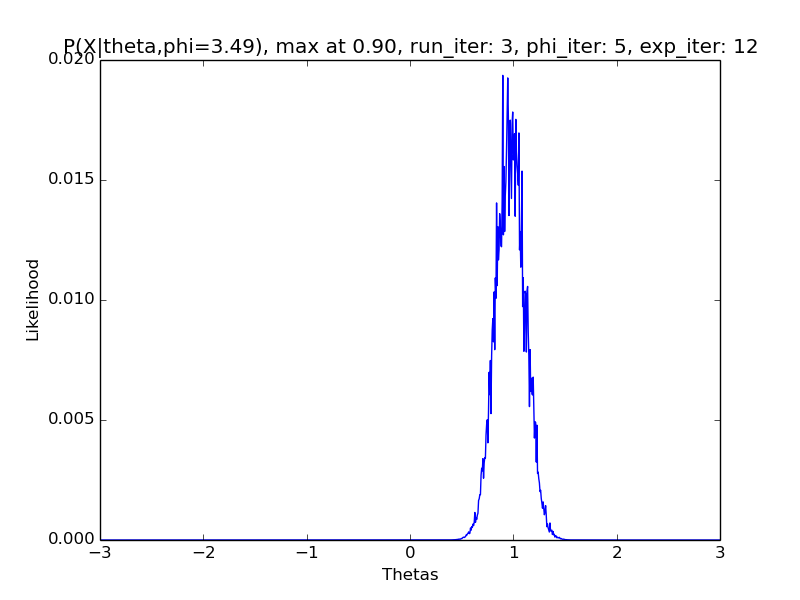 P(X|theta,phi=3.49), max at 0.90, run_iter: 3, phi_iter: 5, exp_iter: 12
0.020
0.015
0.010
0.005
0.000
Likelihood
−3 −2 −1 0 1 2 3
Thetas